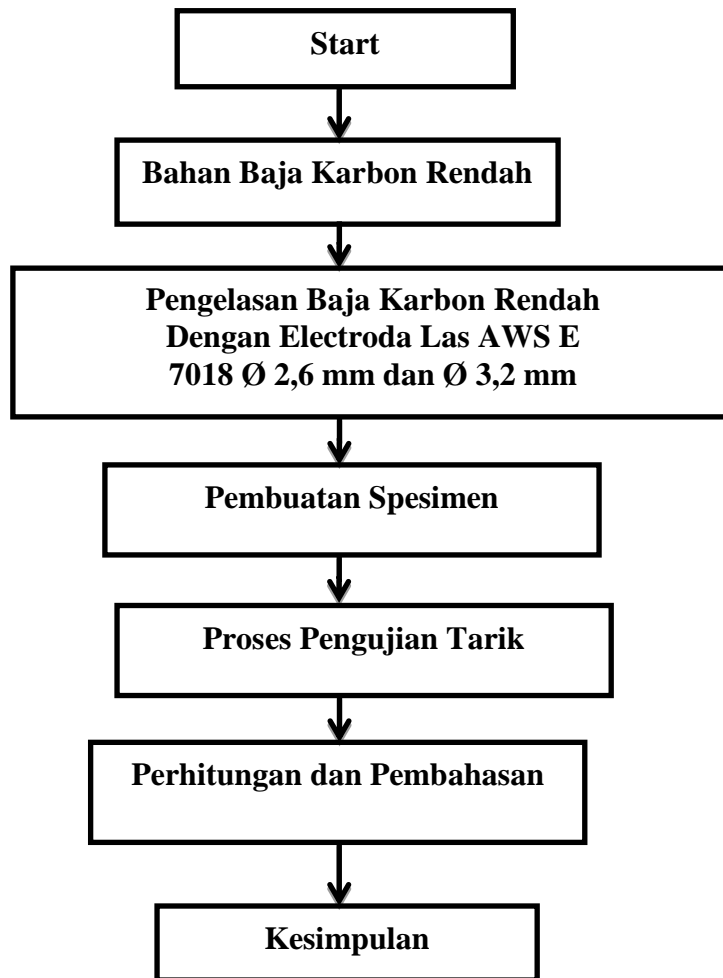 Start
Bahan Baja Karbon Rendah
Pengelasan Baja Karbon Rendah
Dengan Electroda Las AWS E
7018 Ø 2,6 mm dan Ø 3,2 mm
Pembuatan Spesimen
Proses Pengujian Tarik
Perhitungan dan Pembahasan
Kesimpulan